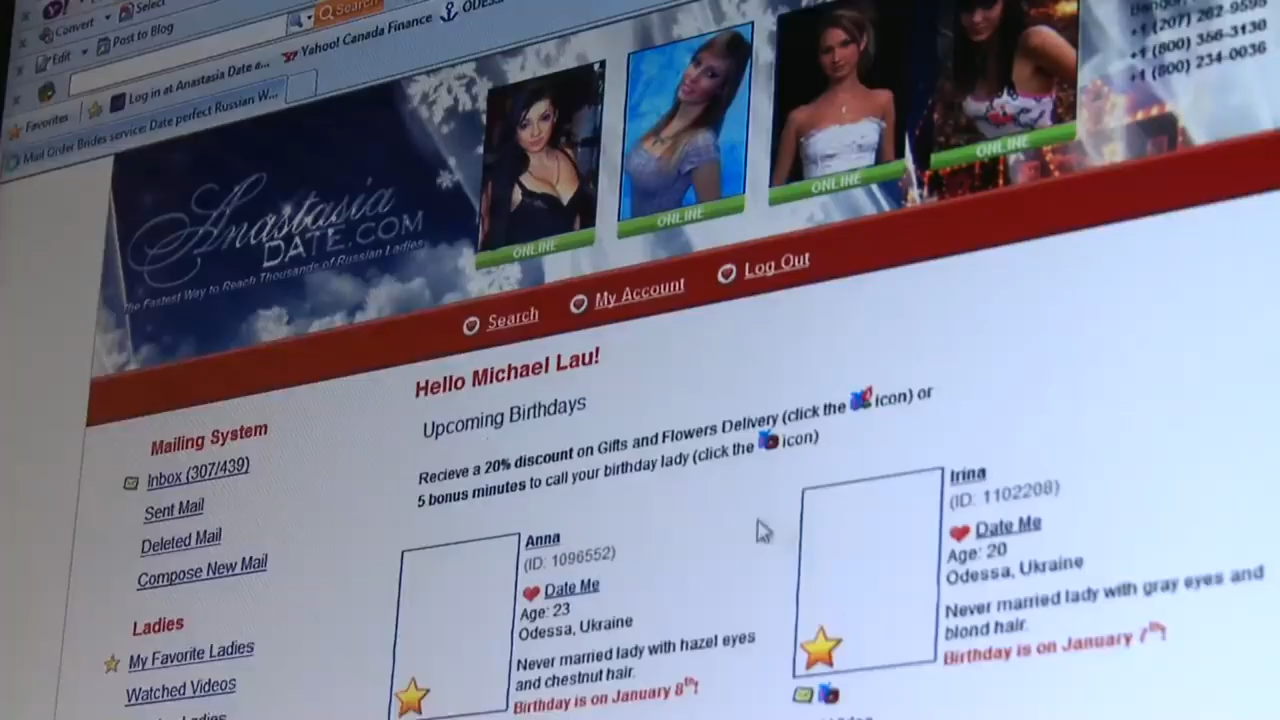 Convert
Select
Search
Edit
Post to Blog
Yahoo! Canada Finance
Log in at Anastasia Date a...
Favorites
Mail Order Brides service: Date perfect Russian W...
+1 (207) 262-9595
+1 (800) 356-3130
+1 (800) 234-0036
Anastasia
DATE.COM
The Fastest Way to Reach Thousands of Russian Ladies
ONLINE
ONLINE
ONLINE
ONLINE
Search
My Account
Log Out
Hello Michael Lau!
Upcoming Birthdays
Recieve a 20% discount on Gifts and Flowers Delivery (click the icon) or
5 bonus minutes to call your birthday lady (click the icon)
Mailing System
Inbox (307/439)
Sent Mail
Deleted Mail
Compose New Mail
Ladies
My Favorite Ladies
Watched Videos
Anna
(ID: 1096552)
Date Me
Age: 23
Odessa, Ukraine
Never married lady with hazel eyes
and chestnut hair.
Birthday is on January 8th!
Irina
(ID: 1102208)
Date Me
Age: 20
Odessa, Ukraine
Never married lady with gray eyes and
blond hair.
Birthday is on January 7th!